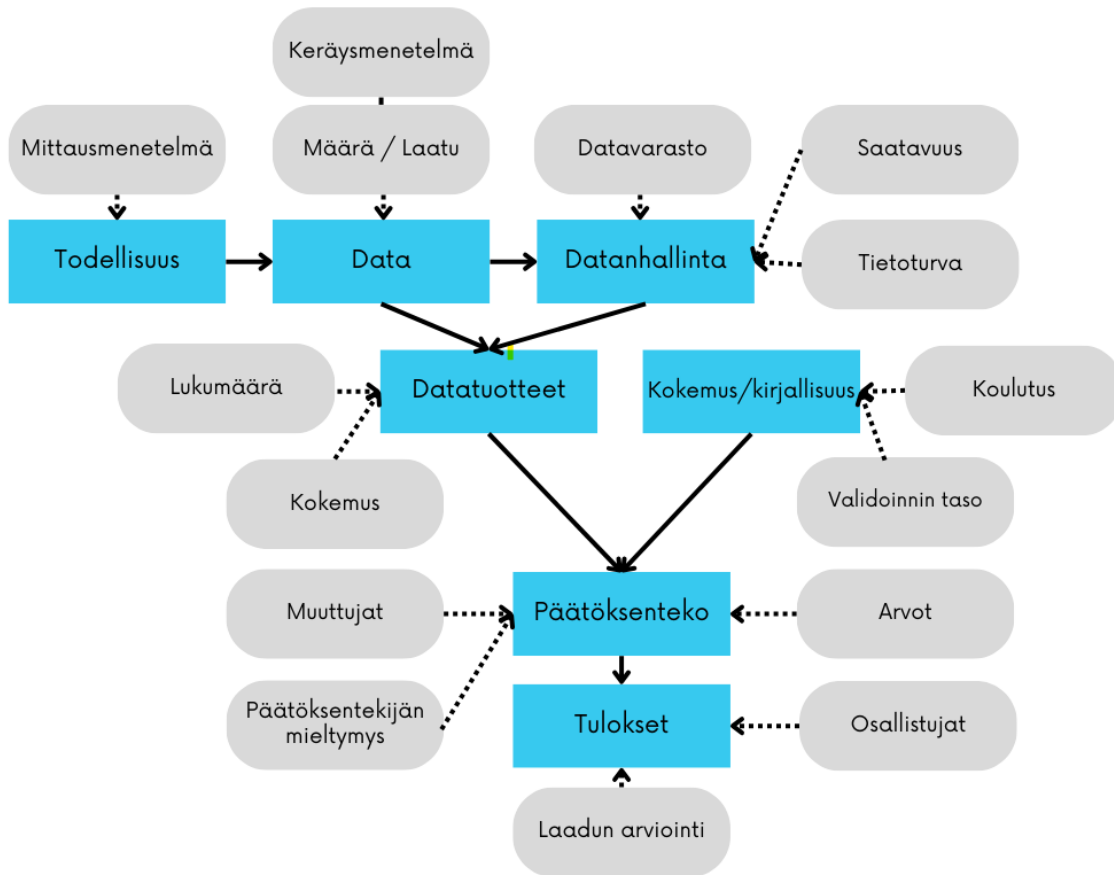 Keräysmenetelmä
Mittausmenetelmä
Määrä / Laatu
Datavarasto
Saatavuus
Todellisuus
Data
Datanhallinta
Tietoturva
Lukumäärä
Datatuotteet
Kokemus/kirjallisuus
Koulutus
Kokemus
Validoinnin taso
Muuttujat
Päätöksenteko
Arvot
Päätöksentekijän
mieltymys
Tulokset
Osallistujat
Laadun arviointi